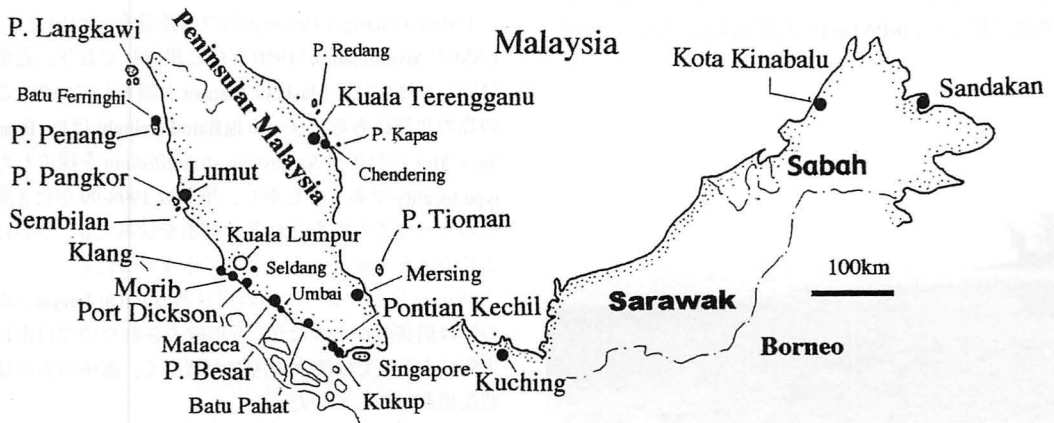 Malaysia
P. Langkawi
Batu Ferringhi
P. Penang
P. Pangkor
Lumut
Sembilan
Klang
Morib
Port Dickson
Malacca
P. Besar
Batu Pahat
Peninsular Malaysia
P. Redang
Kuala Terengganu
P. Kapas
Chendering
P. Tioman
Kuala Lumpur
Seldang
Umbai
Mersing
Pontian Kechil
Singapore
Kukup
Kota Kinabalu
Sandakan
Sabah
100km
Sarawak
Borneo
Kuching